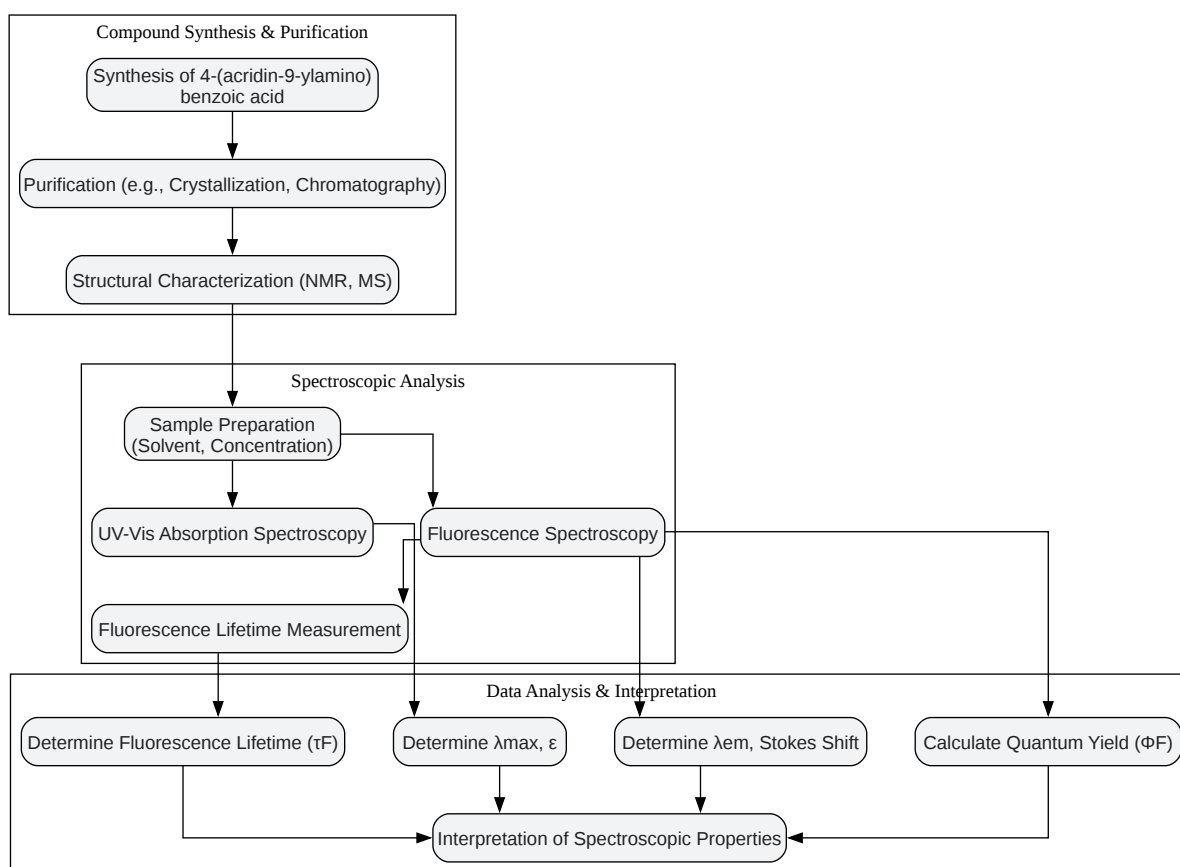 Compound Synthesis & Purification
Synthesis of 4-(acridin-9-ylamino)
benzoic acid
Purification (e.g., Crystallization, Chromatography)
Structural Characterization (NMR, MS)
Spectroscopic Analysis
Sample Preparation
(Solvent, Concentration)
UV-Vis Absorption Spectroscopy
Fluorescence Spectroscopy
Fluorescence Lifetime Measurement
Data Analysis & Interpretation
Determine Fluorescence Lifetime (τF)
Determine λmax, ε
Determine λem, Stokes Shift
Calculate Quantum Yield (ΦF)
Interpretation of Spectroscopic Properties